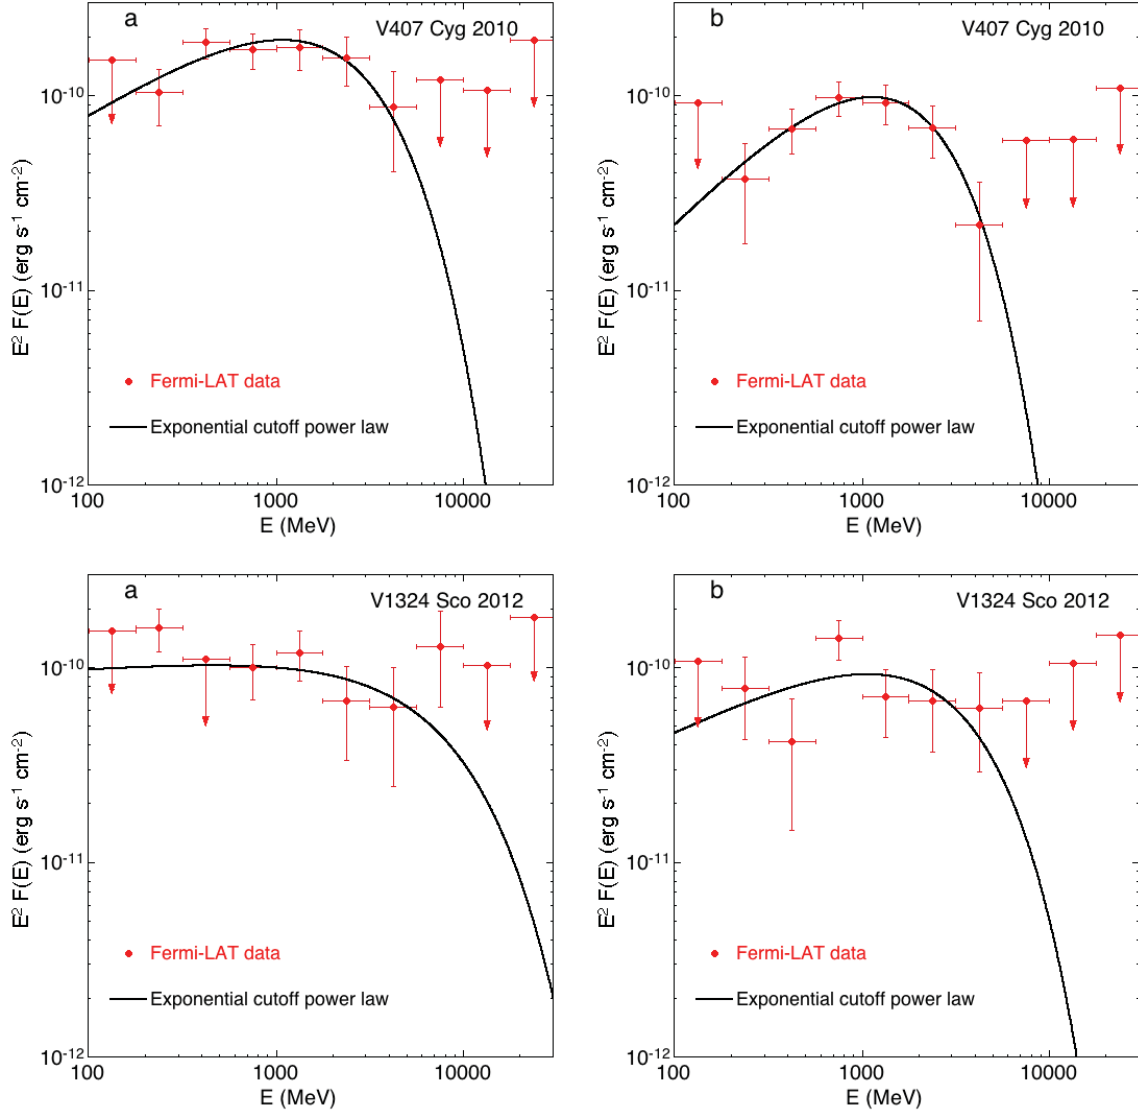 a
V407 Cyg 2010
10⁻¹⁰
10⁻¹¹
10⁻¹²
E² F(E) (erg s⁻¹ cm⁻²)
Fermi-LAT data
Exponential cutoff power law
100
1000
10000
E (MeV)
b
V407 Cyg 2010
10⁻¹⁰
10⁻¹¹
10⁻¹²
E² F(E) (erg s⁻¹ cm⁻²)
Fermi-LAT data
Exponential cutoff power law
100
1000
10000
E (MeV)
a
V1324 Sco 2012
10⁻¹⁰
10⁻¹¹
10⁻¹²
E² F(E) (erg s⁻¹ cm⁻²)
Fermi-LAT data
Exponential cutoff power law
100
1000
10000
E (MeV)
b
V1324 Sco 2012
10⁻¹⁰
10⁻¹¹
10⁻¹²
E² F(E) (erg s⁻¹ cm⁻²)
Fermi-LAT data
Exponential cutoff power law
100
1000
10000
E (MeV)